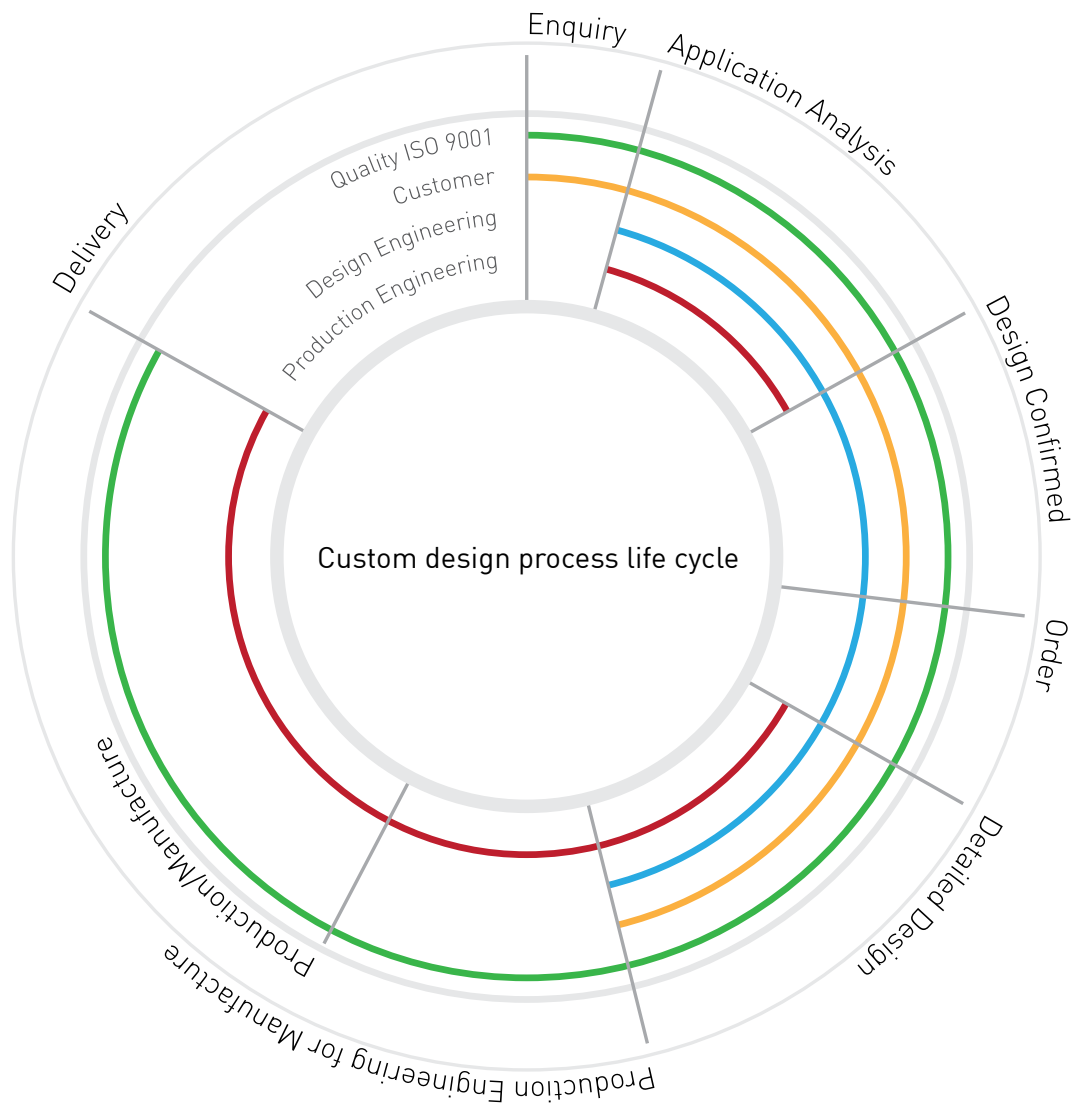 Enquiry
Application Analysis
Design Confirmed
Order
Detailed Design
Production Engineering for Manufacture
Production/Manufacture
Delivery
Quality ISO 9001
Customer
Design Engineering
Production Engineering
Custom design process life cycle